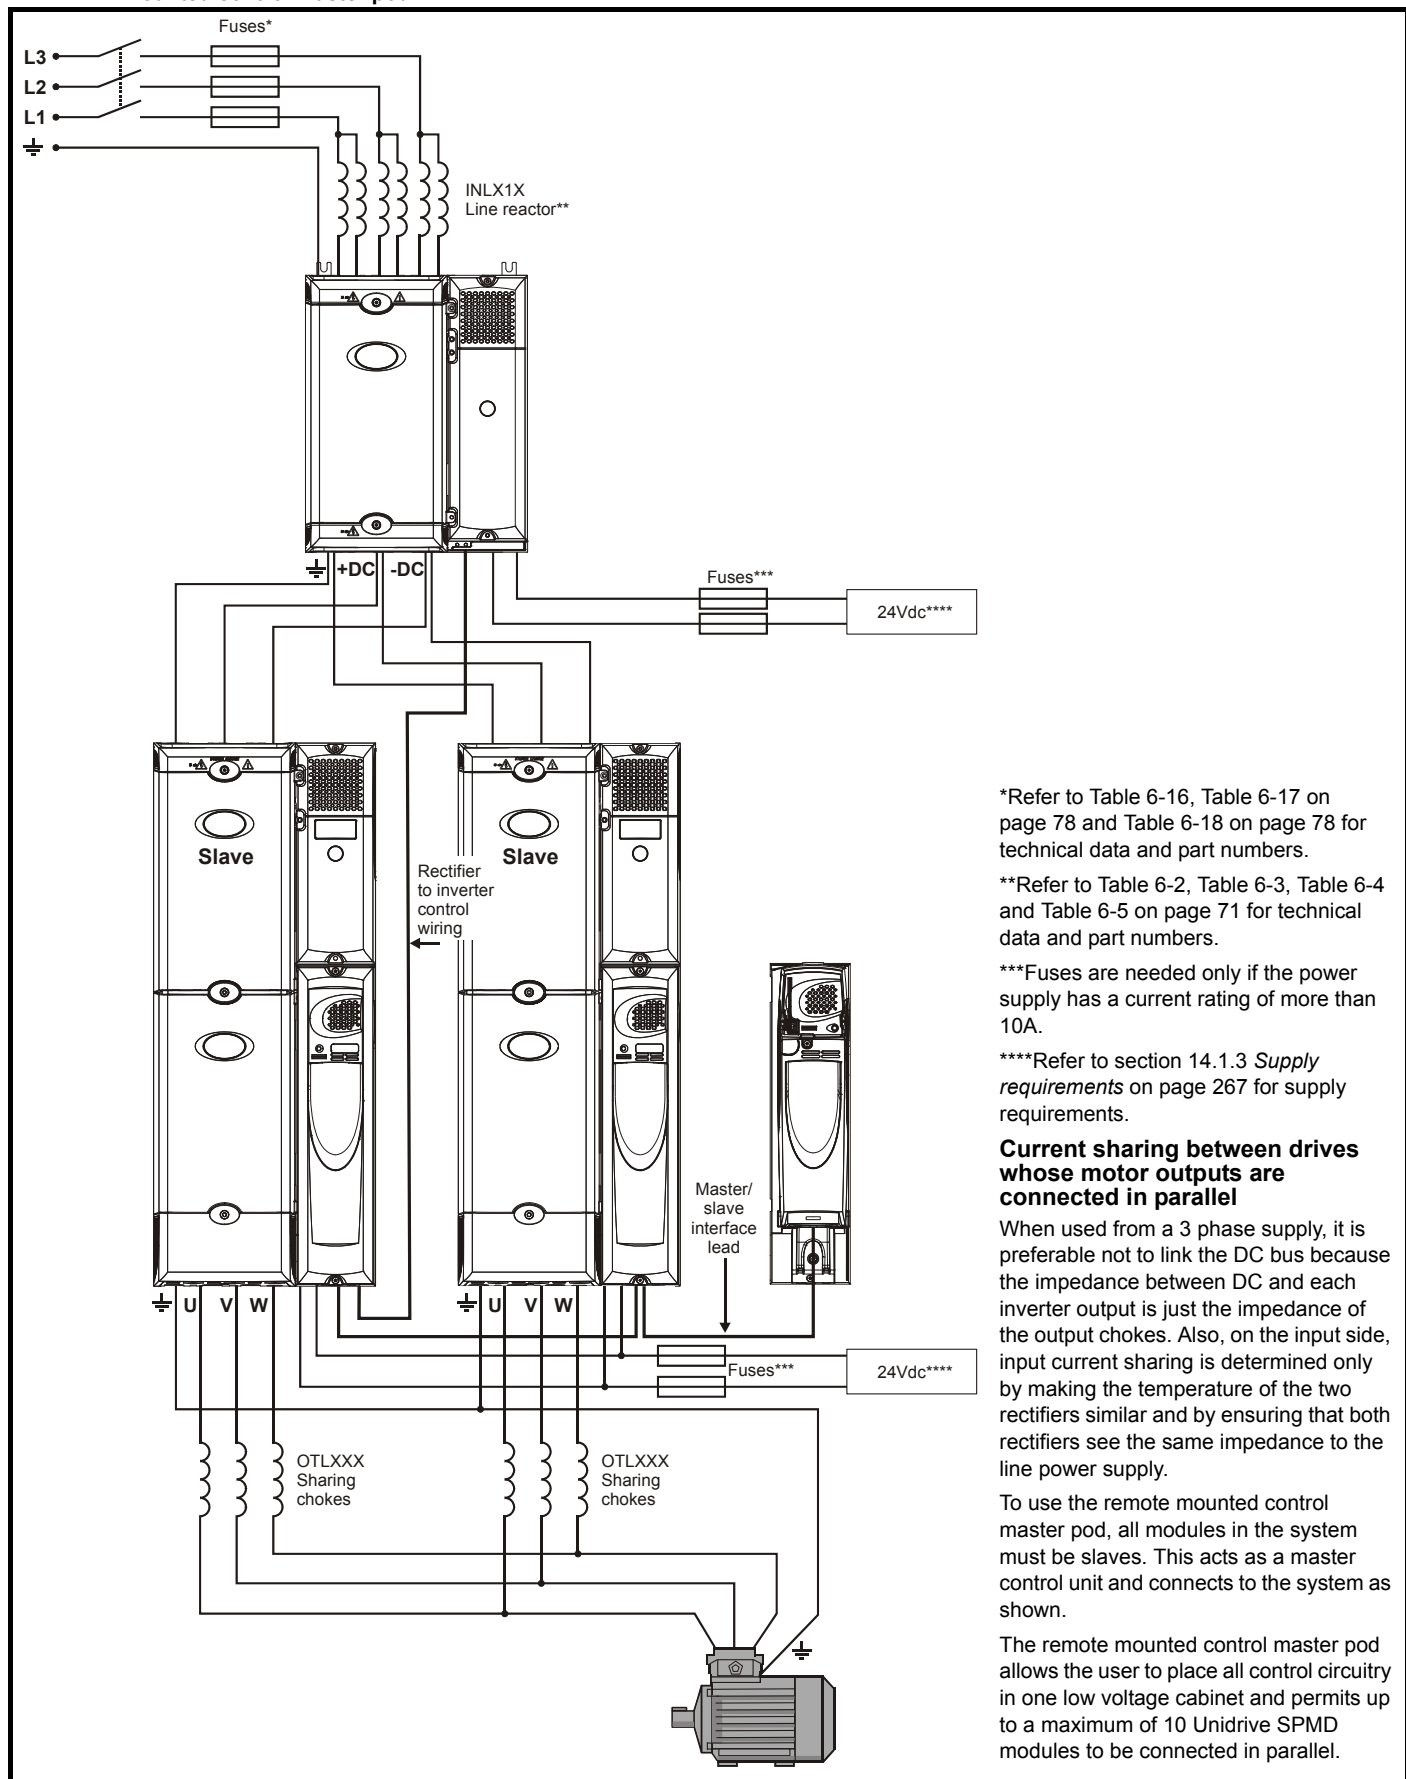 Fuses*
L3
L2
L1
INLX1X
Line reactor**
+DC
-DC
Fuses***
24Vdc****
Slave
Slave
Rectifier
to inverter
control
wiring
Master/
slave
interface
lead
U
V
W
U
V
W
Fuses***
24Vdc****
OTLXXX
Sharing
chokes
OTLXXX
Sharing
chokes
*Refer to Table 6-16, Table 6-17 on
page 78 and Table 6-18 on page 78 for
technical data and part numbers.
**Refer to Table 6-2, Table 6-3, Table 6-4
and Table 6-5 on page 71 for technical
data and part numbers.
***Fuses are needed only if the power
supply has a current rating of more than
10A.
****Refer to section 14.1.3 Supply
requirements on page 267 for supply
requirements.
Current sharing between drives
whose motor outputs are
connected in parallel
When used from a 3 phase supply, it is
preferable not to link the DC bus because
the impedance between DC and each
inverter output is just the impedance of
the output chokes. Also, on the input side,
input current sharing is determined only
by making the temperature of the two
rectifiers similar and by ensuring that both
rectifiers see the same impedance to the
line power supply.
To use the remote mounted control
master pod, all modules in the system
must be slaves. This acts as a master
control unit and connects to the system as
shown.
The remote mounted control master pod
allows the user to place all control circuitry
in one low voltage cabinet and permits up
to a maximum of 10 Unidrive SPMD
modules to be connected in parallel.